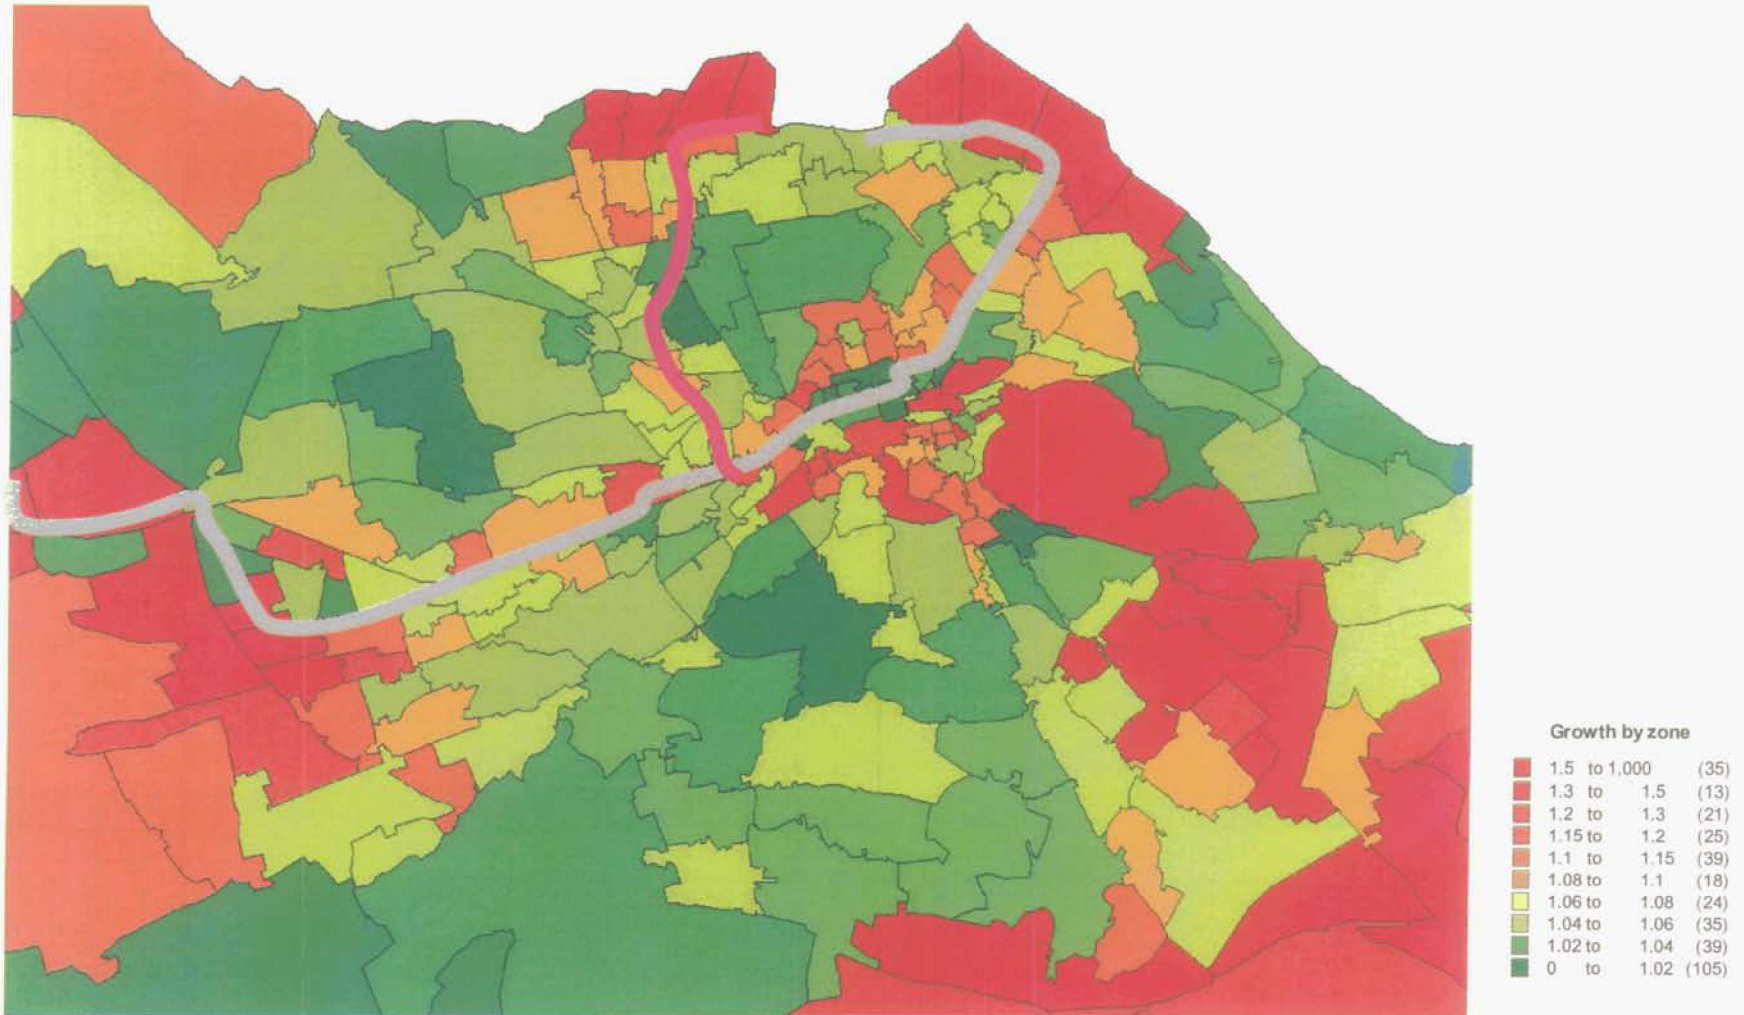 Growth by zone
1.5 to 1,000 (35)
1.3 to 1.5 (13)
1.2 to 1.3 (21)
1.15 to 1.2 (25)
1.1 to 1.15 (39)
1.08 to 1.1 (18)
1.06 to 1.08 (24)
1.04 to 1.06 (35)
1.02 to 1.04 (39)
0 to 1.02 (105)